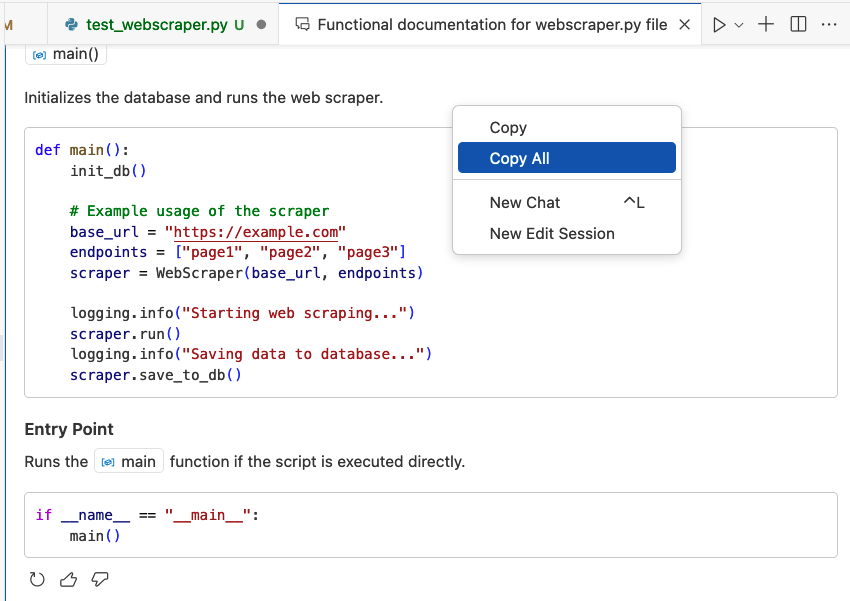 M
test_webscraper.py U
Functional documentation for webscraper.py file
main()
Initializes the database and runs the web scraper.
def main():
    init_db()

    # Example usage of the scraper
    base_url = "https://example.com"
    endpoints = ["page1", "page2", "page3"]
    scraper = WebScraper(base_url, endpoints)

    logging.info("Starting web scraping...")
    scraper.run()
    logging.info("Saving data to database...")
    scraper.save_to_db()
Copy
Copy All
New Chat ^L
New Edit Session
Entry Point
Runs the main function if the script is executed directly.
if __name__ == "__main__":
    main()